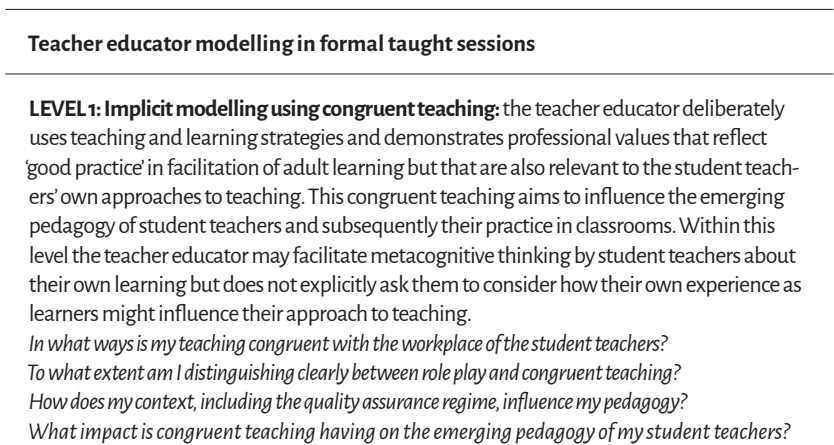 Teacher educator modelling in formal taught sessions
LEVEL 1: Implicit modelling using congruent teaching: the teacher educator deliberately
uses teaching and learning strategies and demonstrates professional values that reflect
‘good practice’ in facilitation of adult learning but that are also relevant to the student teach-
ers’ own approaches to teaching. This congruent teaching aims to influence the emerging
pedagogy of student teachers and subsequently their practice in classrooms. Within this
level the teacher educator may facilitate metacognitive thinking by student teachers about
their own learning but does not explicitly ask them to consider how their own experience as
learners might influence their approach to teaching.
In what ways is my teaching congruent with the workplace of the student teachers?
To what extent am I distinguishing clearly between role play and congruent teaching?
How does my context, including the quality assurance regime, influence my pedagogy?
What impact is congruent teaching having on the emerging pedagogy of my student teachers?